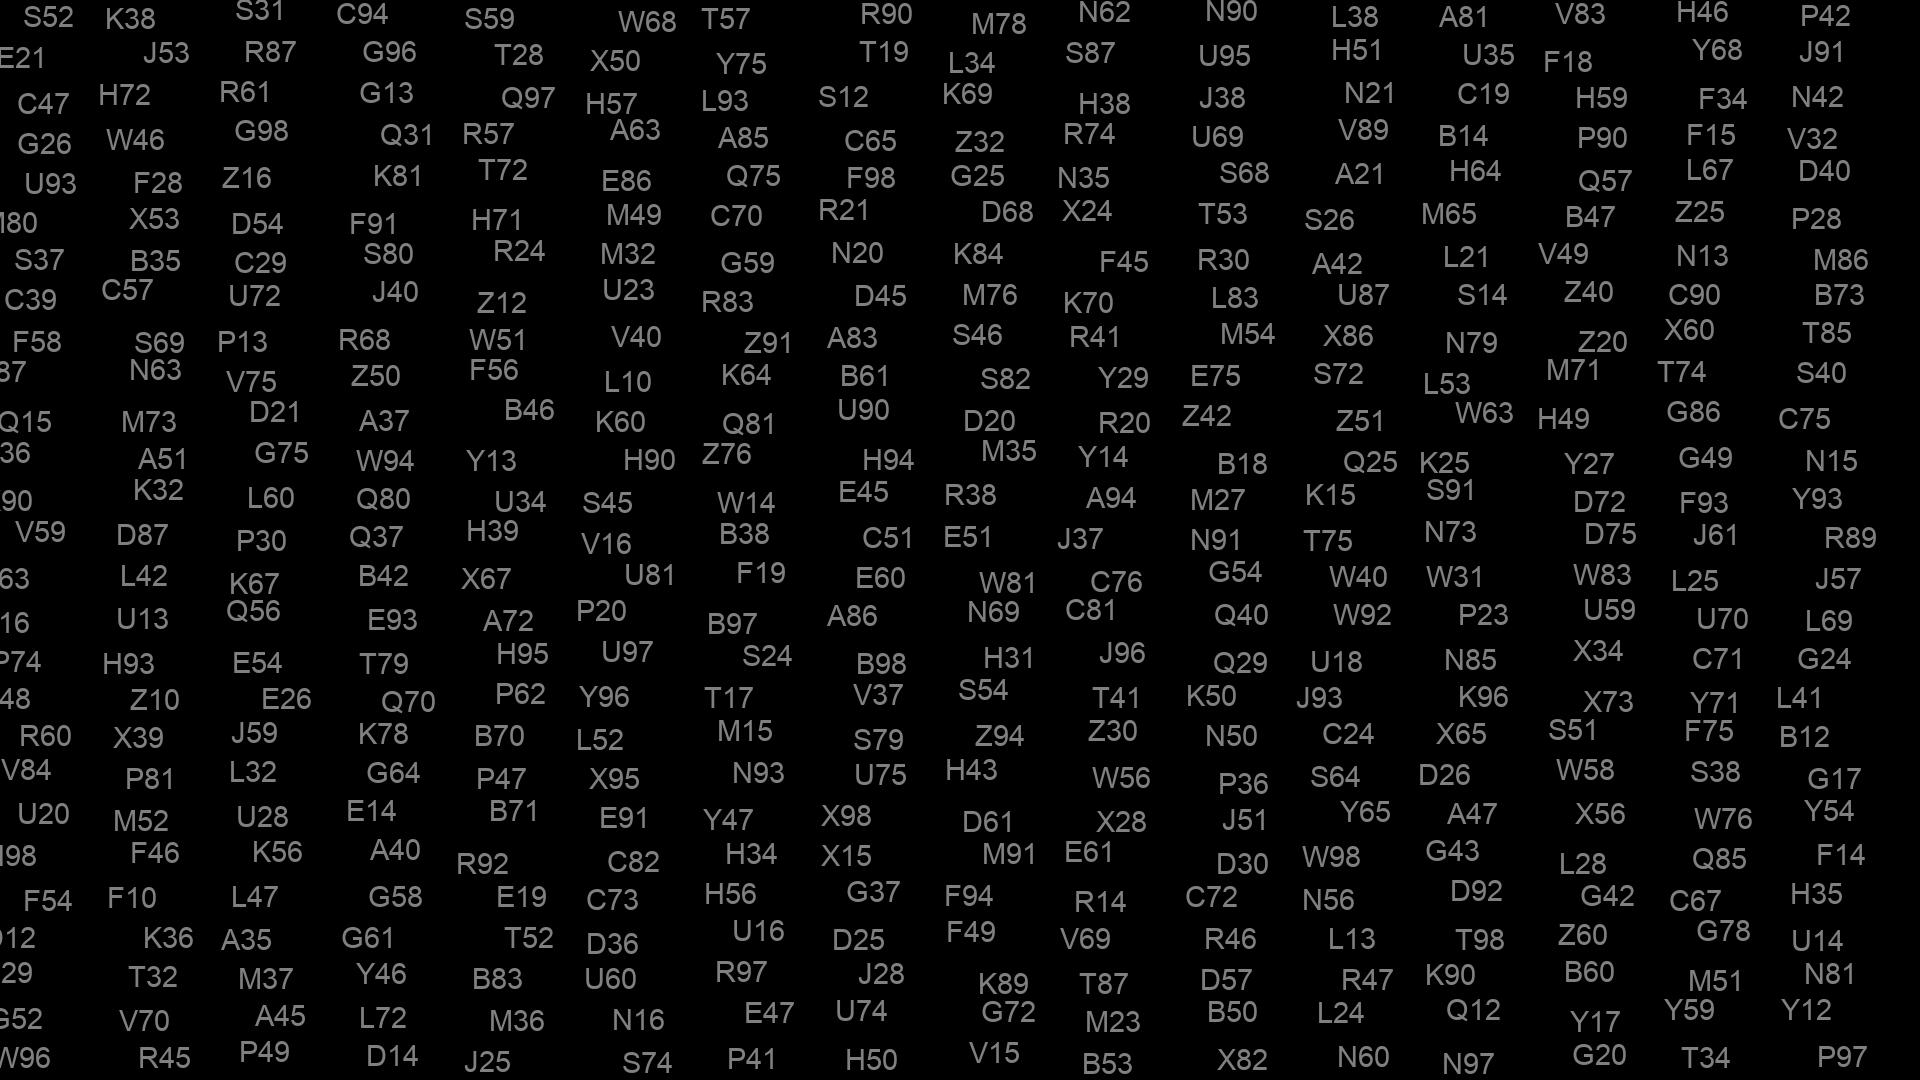 S52 K38 S31 C94 S59 W68 T57 R90 M78 N62 N90 L38 A81 V83 H46 P42
E21 J53 R87 G96 T28 X50 Y75 T19 L34 S87 U95 H51 U35 F18 Y68 J91
C47 H72 R61 G13 Q97 H57 L93 S12 K69 H38 J38 N21 C19 H59 F34 N42
G26 W46 G98 Q31 R57 A63 A85 C65 Z32 R74 U69 V89 B14 P90 F15 V32
U93 F28 Z16 K81 T72 E86 Q75 F98 G25 N35 S68 A21 H64 Q57 L67 D40
M80 X53 D54 F91 H71 M49 C70 R21 D68 X24 T53 S26 M65 B47 Z25 P28
S37 B35 C29 S80 R24 M32 G59 N20 K84 F45 R30 A42 L21 V49 N13 M86
C39 C57 U72 J40 Z12 U23 R83 D45 M76 K70 L83 U87 S14 Z40 C90 B73
F58 S69 P13 R68 W51 V40 Z91 A83 S46 R41 M54 X86 N79 Z20 X60 T85
87 N63 V75 Z50 F56 L10 K64 B61 S82 Y29 E75 S72 L53 M71 T74 S40
Q15 M73 D21 A37 B46 K60 Q81 U90 D20 R20 Z42 Z51 W63 H49 G86 C75
36 A51 G75 W94 Y13 H90 Z76 H94 M35 Y14 B18 Q25 K25 Y27 G49 N15
90 K32 L60 Q80 U34 S45 W14 E45 R38 A94 M27 K15 S91 D72 F93 Y93
V59 D87 P30 Q37 H39 V16 B38 C51 E51 J37 N91 T75 N73 D75 J61 R89
63 L42 K67 B42 X67 U81 F19 E60 W81 C76 G54 W40 W31 W83 L25 J57
16 U13 Q56 E93 A72 P20 B97 A86 N69 C81 Q40 W92 P23 U59 U70 L69
P74 H93 E54 T79 H95 U97 S24 B98 H31 J96 Q29 U18 N85 X34 C71 G24
48 Z10 E26 Q70 P62 Y96 T17 V37 S54 T41 K50 J93 K96 X73 Y71 L41
R60 X39 J59 K78 B70 L52 M15 S79 Z94 Z30 N50 C24 X65 S51 F75 B12
V84 P81 L32 G64 P47 X95 N93 U75 H43 W56 P36 S64 D26 W58 S38 G17
U20 M52 U28 E14 B71 E91 Y47 X98 D61 X28 J51 Y65 A47 X56 W76 Y54
98 F46 K56 A40 R92 C82 H34 X15 M91 E61 D30 W98 G43 L28 Q85 F14
F54 F10 L47 G58 E19 C73 H56 G37 F94 R14 C72 N56 D92 G42 C67 H35
12 K36 A35 G61 T52 D36 U16 D25 F49 V69 R46 L13 T98 Z60 G78 U14
29 T32 M37 Y46 B83 U60 R97 J28 K89 T87 D57 R47 K90 B60 M51 N81
G52 V70 A45 L72 M36 N16 E47 U74 G72 M23 B50 L24 Q12 Y17 Y59 Y12
W96 R45 P49 D14 J25 S74 P41 H50 V15 B53 X82 N60 N97 G20 T34 P97